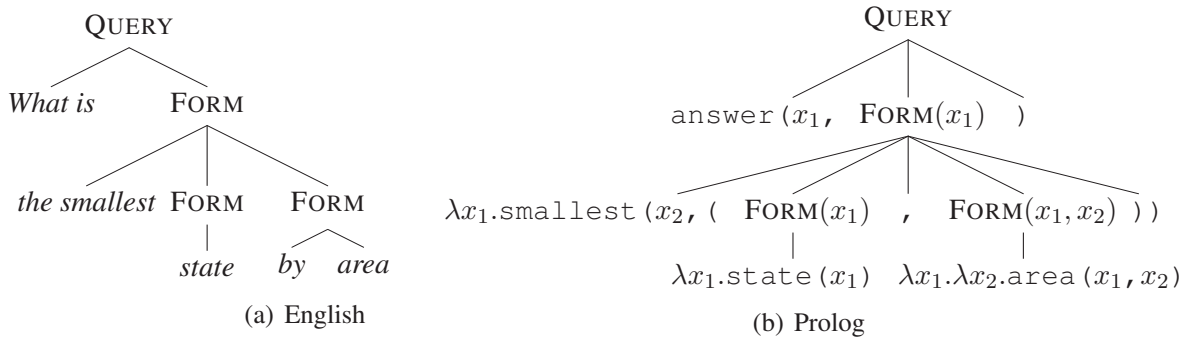 QUERY
What is FORM
the smallest FORM FORM
state by area
(a) English
QUERY
answer(x₁, FORM(x₁) )
λx₁.smallest(x₂,( FORM(x₁) , FORM(x₁, x₂) ))
λx₁.state(x₁) λx₁.λx₂.area(x₁,x₂)
(b) Prolog